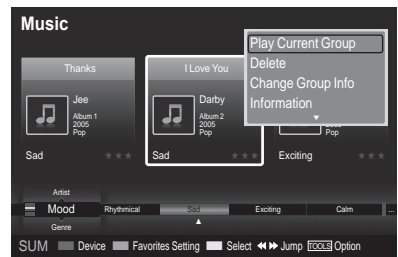 Music
Play Current Group
Delete
Change Group Info
Information
Thanks
I Love You
Jee
Album 1
2005
Pop
Darby
Album 2
2005
Pop
2005
Pop
Sad
Sad
Exciting
Artist
Mood
Genre
Rhythmical
Sad
Exciting
Calm
...
SUM Device Favorites Setting Select Jump TOOLS Option